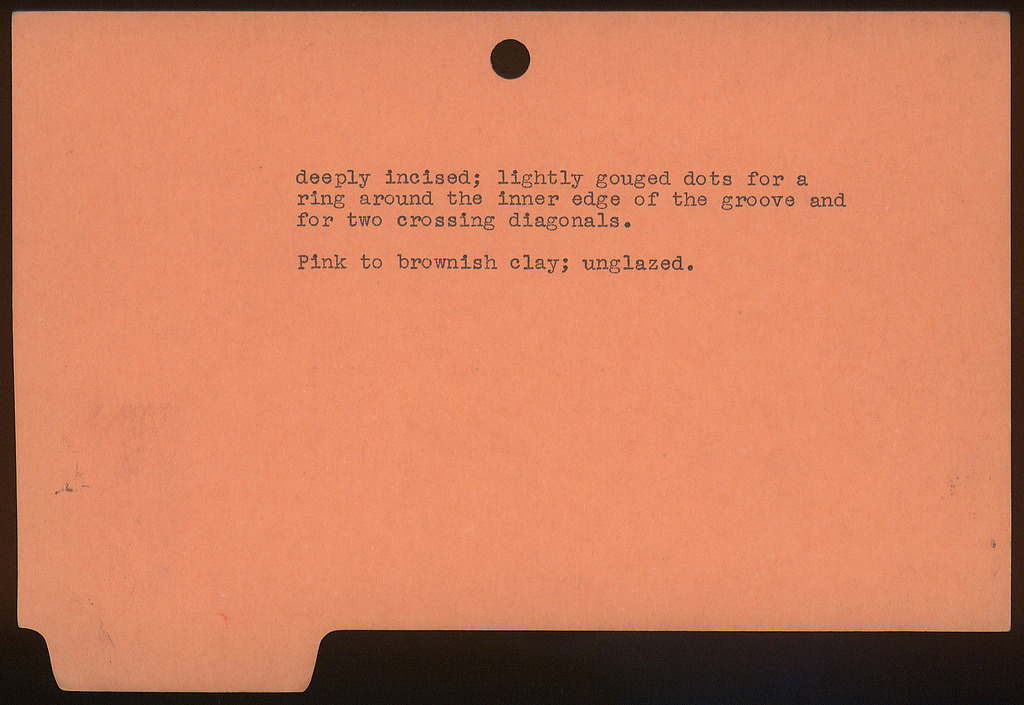 deeply incised; lightly gouged dots for a
ring around the inner edge of the groove and
for two crossing diagonals.
Pink to brownish clay; unglazed.